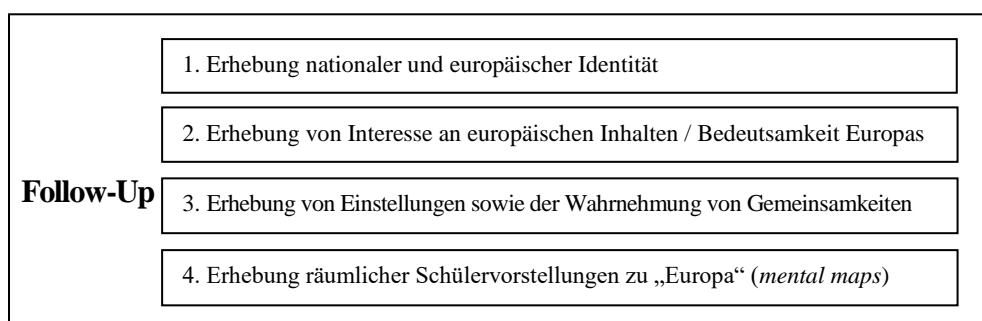 1. Erhebung nationaler und europäischer Identität
2. Erhebung von Interesse an europäischen Inhalten / Bedeutsamkeit Europas
Follow-Up
3. Erhebung von Einstellungen sowie der Wahrnehmung von Gemeinsamkeiten
4. Erhebung räumlicher Schülervorstellungen zu „Europa“ (mental maps)